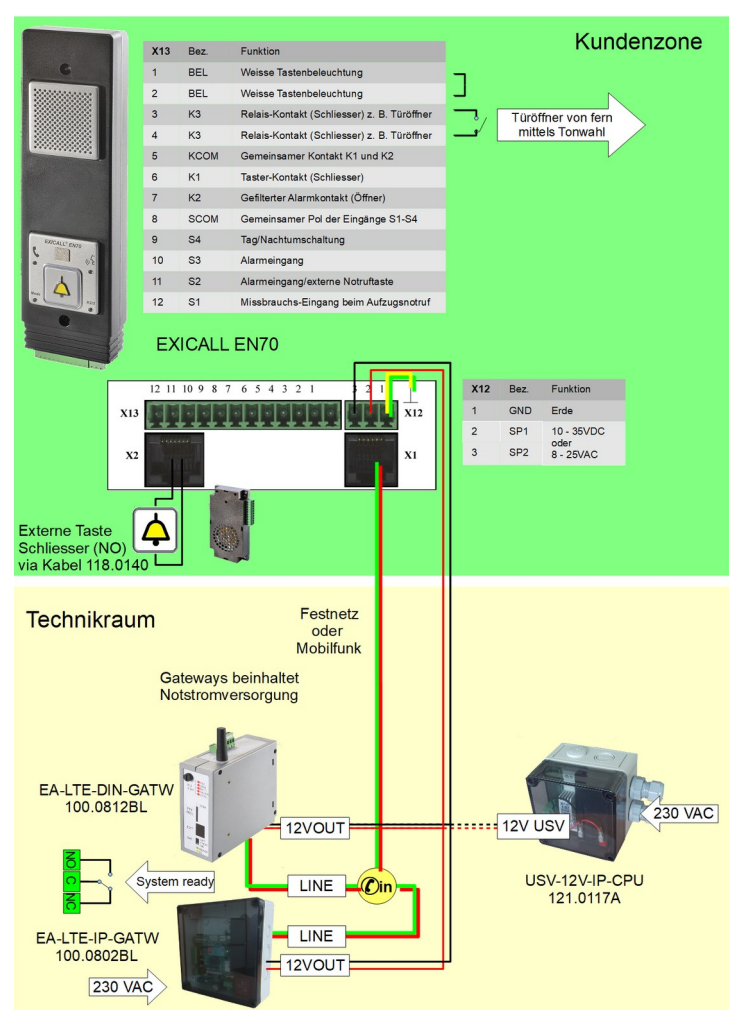 Kundenzone
X13 Bez. Funktion
1 BEL Weisse Tastenbeleuchtung
2 BEL Weisse Tastenbeleuchtung
3 K3 Relais-Kontakt (Schliesser) z. B. Türöffner
4 K3 Relais-Kontakt (Schliesser) z. B. Türöffner
5 KCOM Gemeinsamer Kontakt K1 und K2
6 K1 Taster-Kontakt (Schliesser)
7 K2 Gefilterter Alarmkontakt (Öffner)
8 SCOM Gemeinsamer Pol der Eingänge S1-S4
9 S4 Tag/Nachtumschaltung
10 S3 Alarmeingang
11 S2 Alarmeingang/externe Notruftaste
12 S1 Missbrauchs-Eingang beim Aufzugsnotruf
Türöffner von fern
mittels Tonwahl
EXICALL EN70
EXICALL EN70
12 11 10 9 8 7 6 5 4 3 2 1
3 2 1
X13
X12
X2
X1
X12 Bez. Funktion
1 GND Erde
2 SP1 10 - 35VDC
oder
3 SP2 8 - 25VAC
Externe Taste
Schliesser (NO)
via Kabel 118.0140
Technikraum
Festnetz
oder
Mobilfunk
Gateways beinhaltet
Notstromversorgung
EA-LTE-DIN-GATW
100.0812BL
12VOUT
12V USV
230 VAC
USV-12V-IP-CPU
121.0117A
NO
C
NC
System ready
LINE
in
EA-LTE-IP-GATW
100.0802BL
LINE
12VOUT
230 VAC